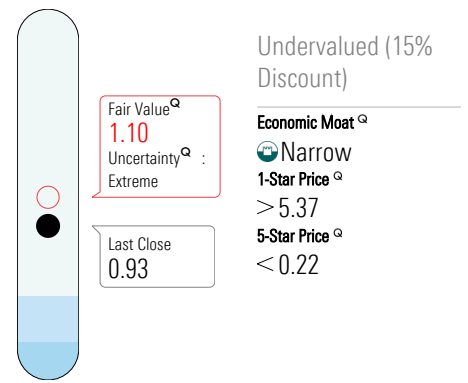 Fair Value Q
1.10
Uncertainty Q :
Extreme
Last Close
0.93
Undervalued (15%
Discount)
Economic Moat Q
Narrow
1-Star Price Q
>5.37
5-Star Price Q
<0.22